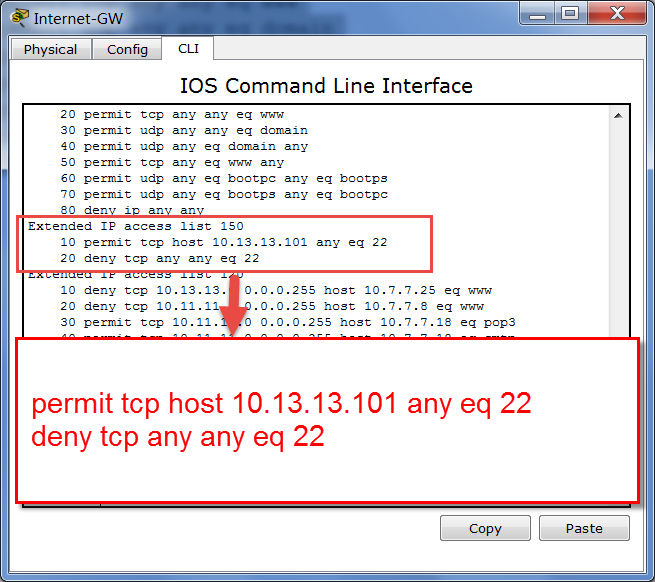 Internet-GW
Physical Config CLI
IOS Command Line Interface
20 permit tcp any any eq www
30 permit udp any any eq domain
40 permit udp any eq domain any
50 permit tcp any eq www any
60 permit udp any eq bootpc any eq bootps
70 permit udp any eq bootps any eq bootpc
80 deny ip any any
Extended IP access list 150
10 permit tcp host 10.13.13.101 any eq 22
20 deny tcp any any eq 22
Extended IP access list 120
10 deny tcp 10.13.13. 0.0.0.255 host 10.7.7.25 eq www
20 deny tcp 10.11.11. 0.0.0.255 host 10.7.7.8 eq www
30 permit tcp 10.11.1 .0 0.0.0.255 host 10.7.7.18 eq pop3
permit tcp host 10.13.13.101 any eq 22
deny tcp any any eq 22
Copy Paste